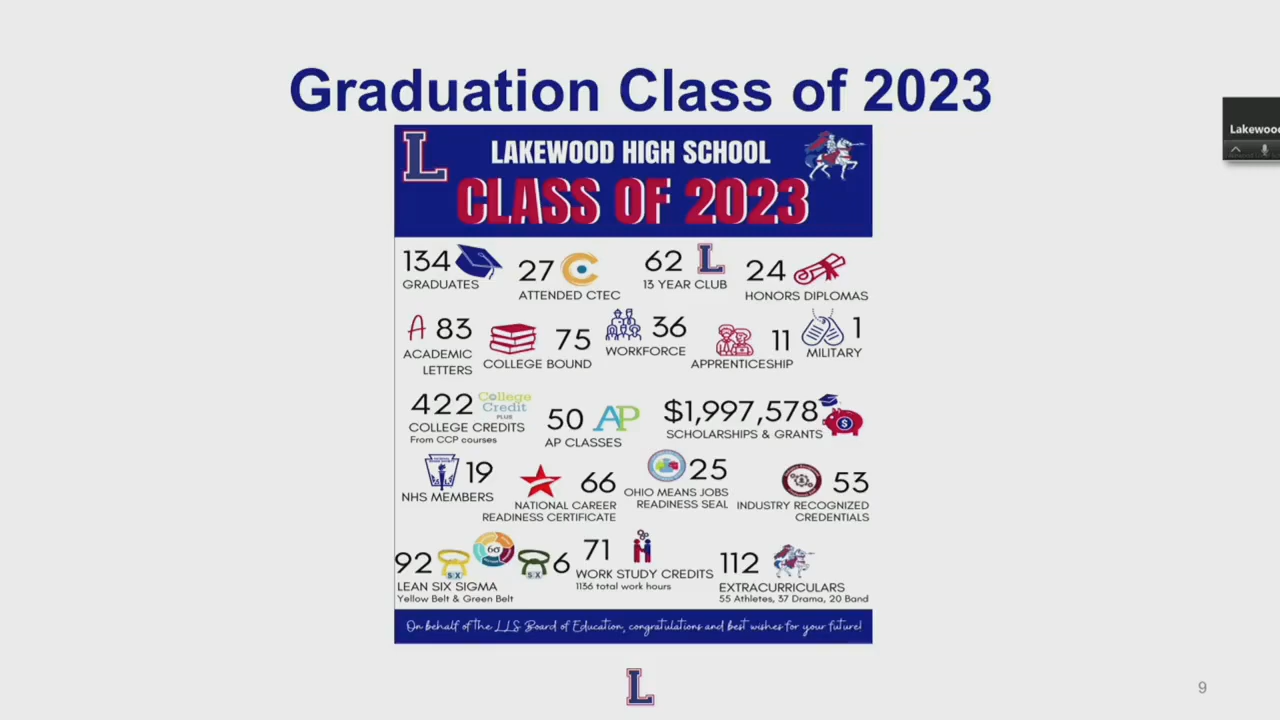 Graduation Class of 2023
L
LAKEWOOD HIGH SCHOOL
CLASS OF 2023
134
GRADUATES
27
ATTENDED CTEC
62 L
13 YEAR CLUB
24
HONORS DIPLOMAS
A 83
ACADEMIC
LETTERS
75
COLLEGE BOUND
36
WORKFORCE
11
APPRENTICESHIP
1
MILITARY
422 College
Credit
PLUS
COLLEGE CREDITS
From CCP courses
50 AP
AP CLASSES
$1,997,578
$
SCHOLARSHIPS & GRANTS
19
NHS MEMBERS
66
NATIONAL CAREER
READINESS CERTIFICATE
25
OHIO MEANS JOBS
READINESS SEAL
53
INDUSTRY RECOGNIZED
CREDENTIALS
92 SIX 6σ SIX 6
LEAN SIX SIGMA
Yellow Belt & Green Belt
71
WORK STUDY CREDITS
1136 total work hours
112
EXTRACURRICULARS
55 Athletes, 37 Drama, 20 Band
On behalf of the LLS Board of Education, congratulations and best wishes for your future!
L
9
Lakewood